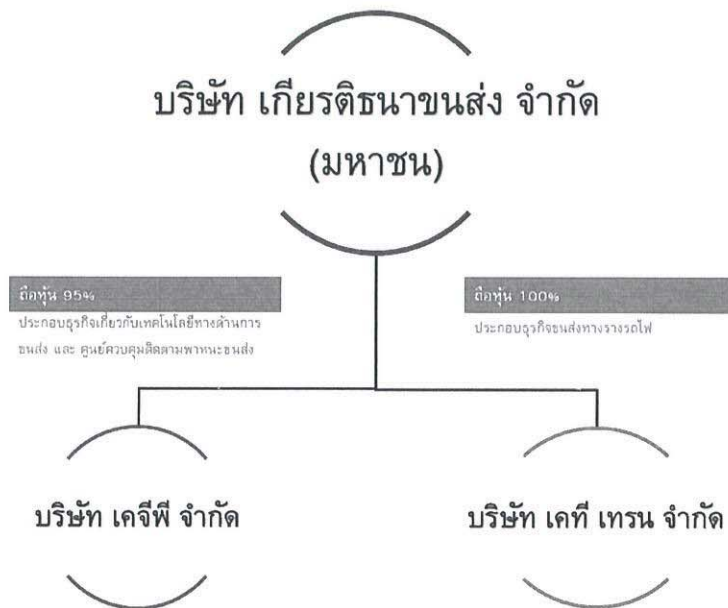 บริษัท เกียรติธนาขนส่ง จำกัด
(มหาชน)
ถือหุ้น 95%
ประกอบธุรกิจเกี่ยวกับเทคโนโลยีทางด้านการ
ขนส่ง และ ศูนย์ควบคุมติดตามพาหนะขนส่ง
ถือหุ้น 100%
ประกอบธุรกิจขนส่งทางรางรถไฟ
บริษัท เคจีพี จำกัด
บริษัท เคที เทรน จำกัด